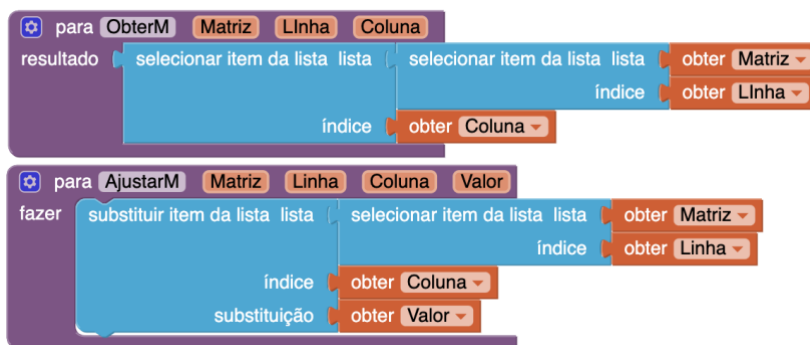 para ObterM Matriz LInha Coluna
resultado selecionar item da lista lista selecionar item da lista lista obter Matriz
índice obter LInha
índice obter Coluna
para AjustarM Matriz Linha Coluna Valor
fazer substituir item da lista lista selecionar item da lista lista obter Matriz
índice obter Linha
índice obter Coluna
substituição obter Valor